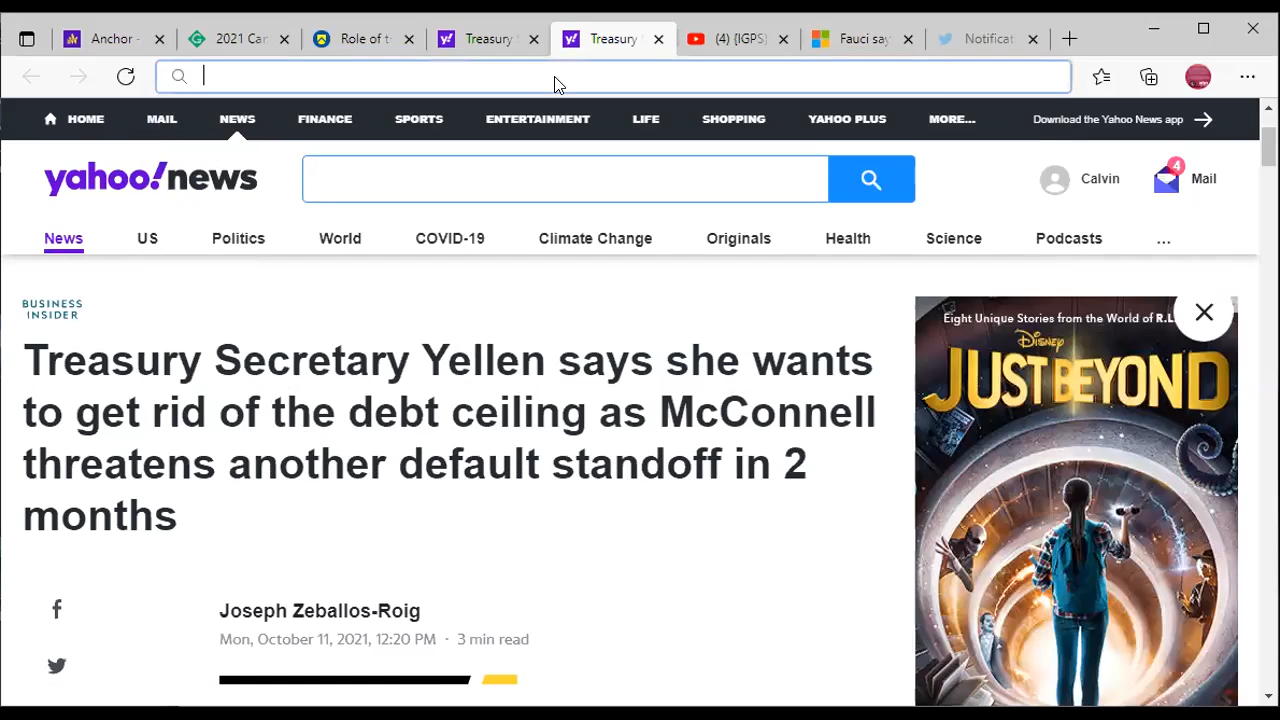 Anchor -
2021 Car
Role of t
Treasury
Treasury
(4) (IGPS)
Fauci say
Notificat
HOME MAIL NEWS FINANCE SPORTS ENTERTAINMENT LIFE SHOPPING YAHOO PLUS MORE... Download the Yahoo News app
yahoo!news
Calvin
4
Mail
News US Politics World COVID-19 Climate Change Originals Health Science Podcasts ...
BUSINESS
INSIDER
Treasury Secretary Yellen says she wants
to get rid of the debt ceiling as McConnell
threatens another default standoff in 2
months
Joseph Zeballos-Roig
Mon, October 11, 2021, 12:20 PM · 3 min read
Eight Unique Stories from the World of R.L
Disney
JUST BEYOND